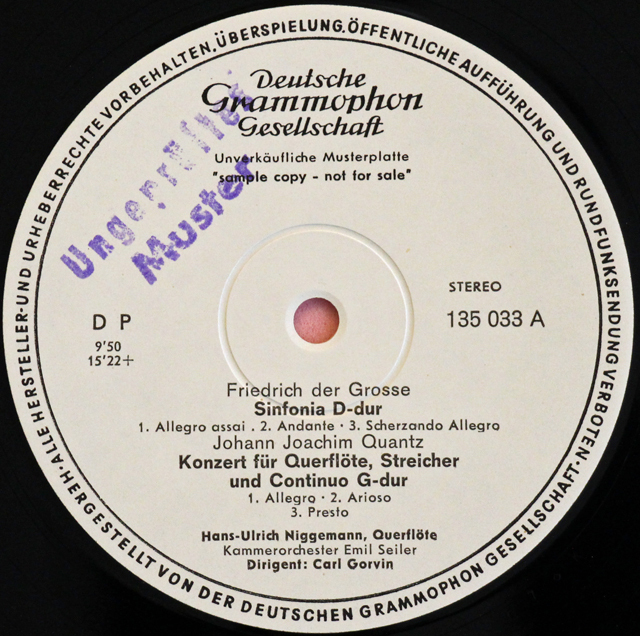 ALLE HERSTELLER- UND URHEBERRECHTE VORBEHALTEN. ÜBERSPIELUNG. ÖFFENTLICHE AUFFÜHRUNG UND RUNDFUNKSENDUNG VERBOTEN. · HERGESTELLT VON DER DEUTSCHEN GRAMMOPHON GESELLSCHAFT ·
Deutsche
Grammophon
Gesellschaft
Unverkäufliche Musterplatte
"sample copy - not for sale"
Ungeprüftes
Muster
STEREO
135 033 A
D P
9'50
15'22+
Friedrich der Grosse
Sinfonia D-dur
1. Allegro assai . 2. Andante · 3. Scherzando Allegro
Johann Joachim Quantz
Konzert für Querflöte, Streicher
und Continuo G-dur
1. Allegro · 2. Arioso
3. Presto
Hans-Ulrich Niggemann, Querflöte
Kammerorchester Emil Seiler
Dirigent: Carl Gorvin